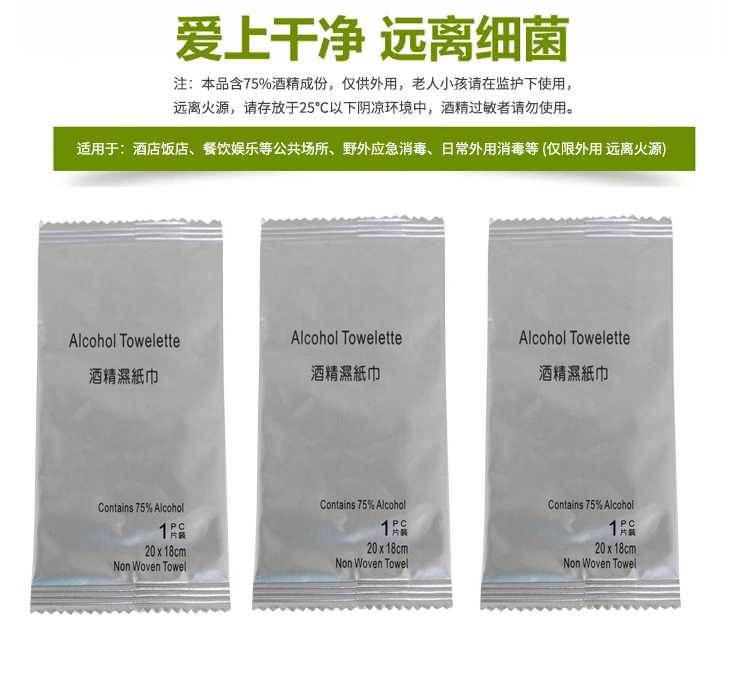 爱上干净 远离细菌
注：本品含75%酒精成份，仅供外用，老人小孩请在监护下使用，
远离火源，请存放于25°C以下阴凉环境中，酒精过敏者请勿使用。
适用于：酒店饭店、餐饮娱乐等公共场所、野外应急消毒、日常外用消毒等 (仅限外用 远离火源)
Alcohol Towelette
酒精濕紙巾
Contains 75% Alcohol
1 PC
片裝
20 x 18cm
Non Woven Towel
Alcohol Towelette
酒精濕紙巾
Contains 75% Alcohol
1 PC
片裝
20 x 18cm
Non Woven Towel
Alcohol Towelette
酒精濕紙巾
Contains 75% Alcohol
1 PC
片裝
20 x 18cm
Non Woven Towel